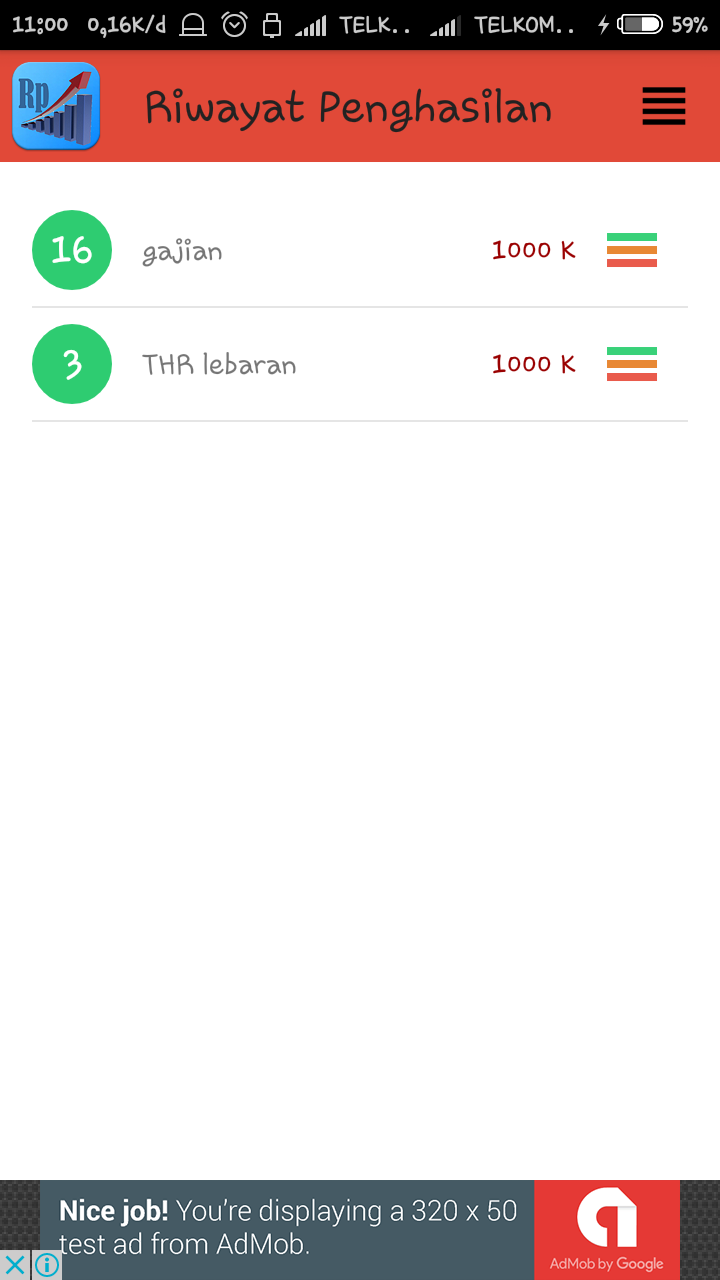 11:00 0,16K/d TELK.. TELKOM.. 59%
Rp
Riwayat Penghasilan
16 gajian 1000 K
3 THR lebaran 1000 K
Nice job! You're displaying a 320 x 50
test ad from AdMob.
AdMob by Google